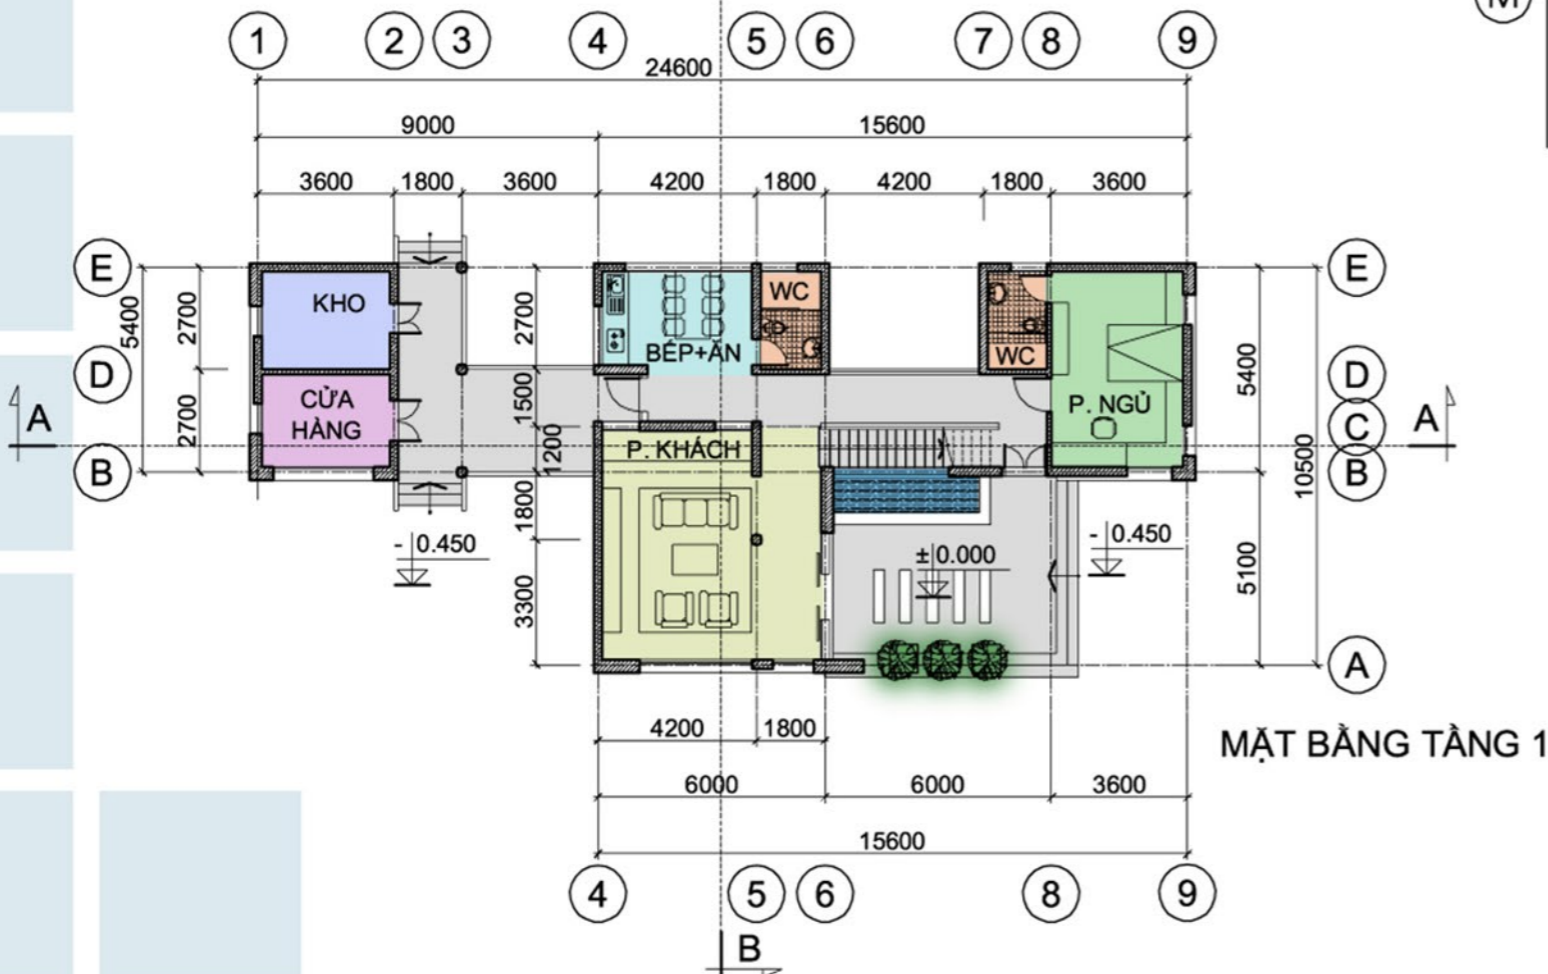 M
1 2 3 4 5 6 7 8 9
24600
9000 15600
3600 1800 3600 4200 1800 4200 1800 3600
E E
KHO WC
2700 2700
5400
BẾP+ĂN WC
D D
5400
A CỬA 1500 P. NGỦ A
HÀNG C
2700 P. KHÁCH
1200
B B
10500
1800
- 0.450 ± 0.000 - 0.450
3300 5100
A
4200 1800
MẶT BẰNG TẦNG 1
6000 6000 3600
15600
4 5 6 8 9
B